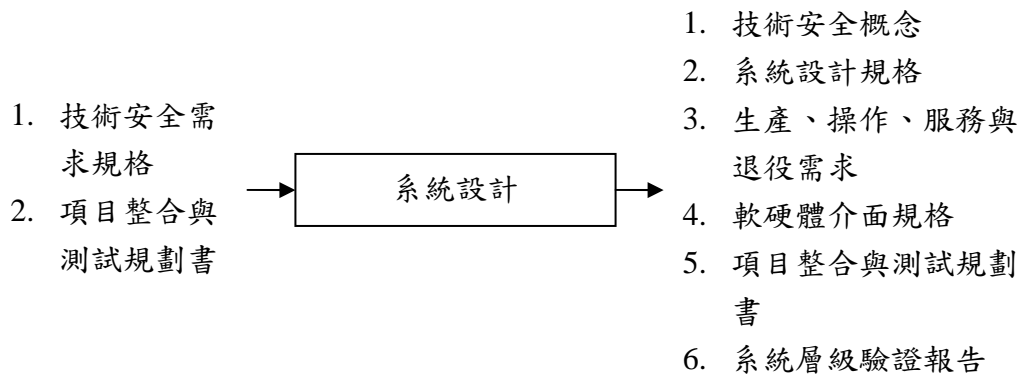 1. 技術安全需
求規格
2. 項目整合與
測試規劃書
系統設計
1. 技術安全概念
2. 系統設計規格
3. 生產、操作、服務與
退役需求
4. 軟硬體介面規格
5. 項目整合與測試規劃
書
6. 系統層級驗證報告